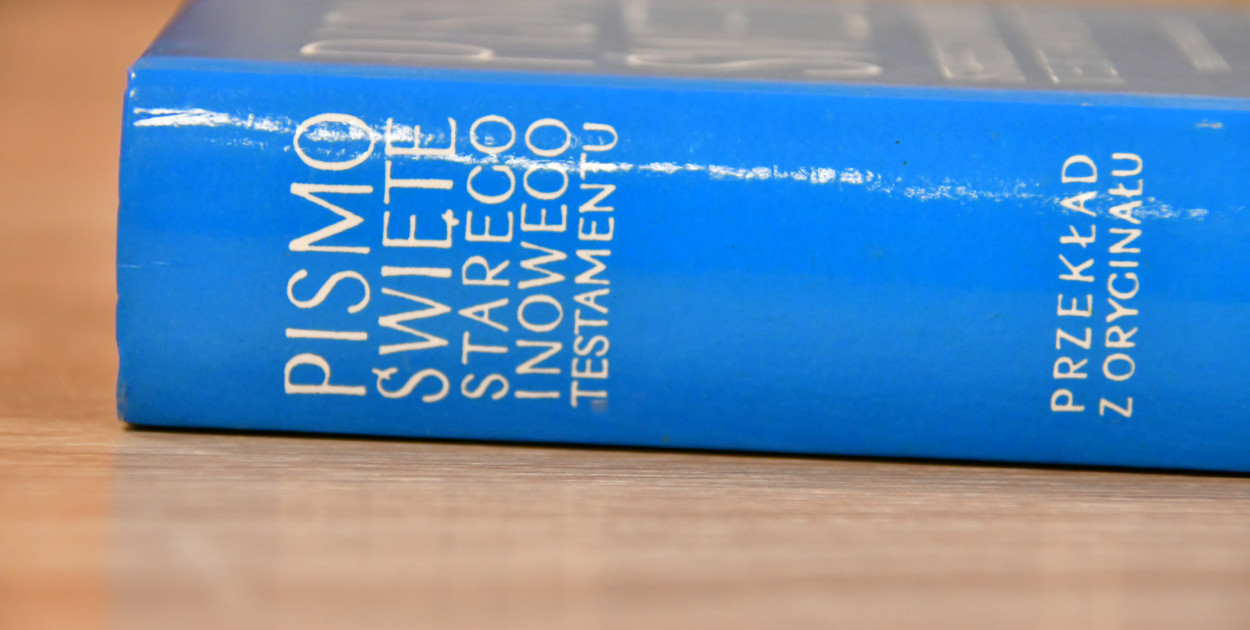 PISMO
ŚWIĘTE
STAREGO
I NOWEGO
TESTAMENTU
PRZEKŁAD
Z ORYGINAŁU